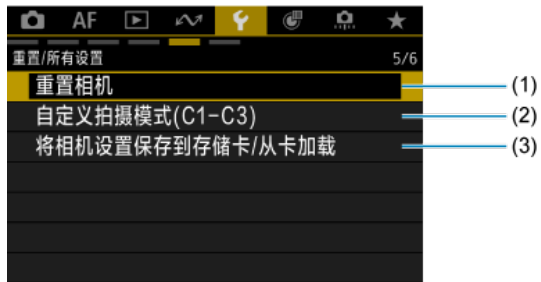 AF
重置/所有设置 5/6
重置相机 (1)
自定义拍摄模式(C1-C3) (2)
将相机设置保存到存储卡/从卡加载 (3)